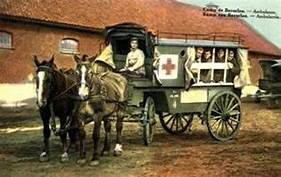 Camp de Beverloo. - Ambulance.
Kamp van Beverloo. - Ambulancie.